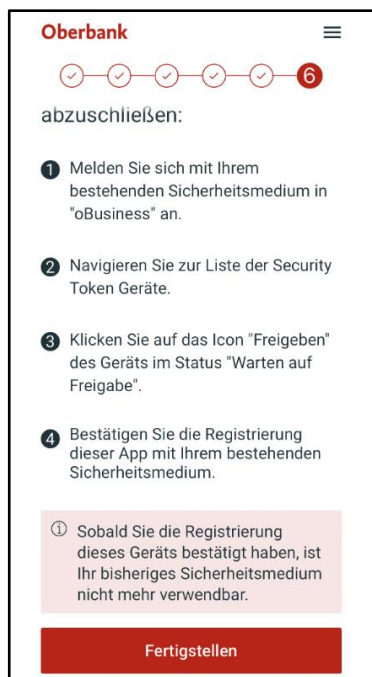 Oberbank
6
abzuschließen:
1 Melden Sie sich mit Ihrem
bestehenden Sicherheitsmedium in
"oBusiness" an.
2 Navigieren Sie zur Liste der Security
Token Geräte.
3 Klicken Sie auf das Icon "Freigeben"
des Geräts im Status "Warten auf
Freigabe".
4 Bestätigen Sie die Registrierung
dieser App mit Ihrem bestehenden
Sicherheitsmedium.
Sobald Sie die Registrierung
dieses Geräts bestätigt haben, ist
Ihr bisheriges Sicherheitsmedium
nicht mehr verwendbar.
Fertigstellen